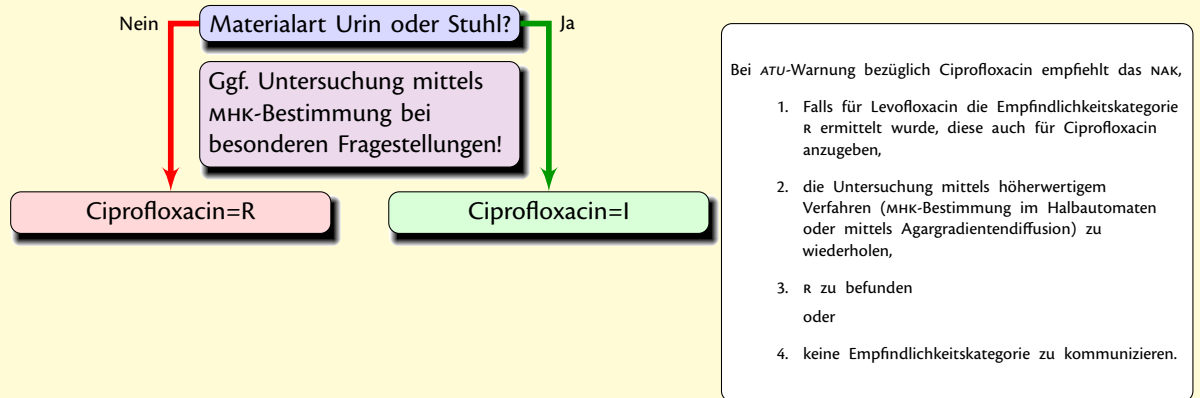 Nein
Materialart Urin oder Stuhl?
Ja
Ggf. Untersuchung mittels
MHK-Bestimmung bei
besonderen Fragestellungen!
Ciprofloxacin=R
Ciprofloxacin=I
Bei ATU-Warnung bezüglich Ciprofloxacin empfiehlt das NAK,
1. Falls für Levofloxacin die Empfindlichkeitskategorie
R ermittelt wurde, diese auch für Ciprofloxacin
anzugeben,
2. die Untersuchung mittels höherwertigem
Verfahren (MHK-Bestimmung im Halbautomaten
oder mittels Agargradientendiffusion) zu
wiederholen,
3. R zu befunden
oder
4. keine Empfindlichkeitskategorie zu kommunizieren.